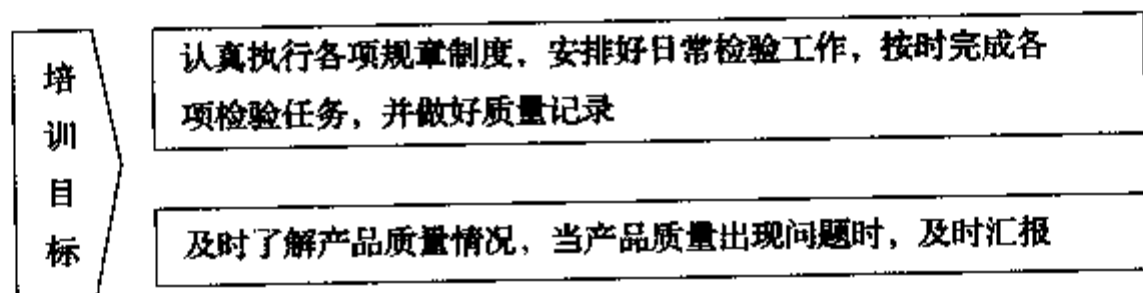 培训目标
认真执行各项规章制度，安排好日常检验工作，按时完成各
项检验任务，并做好质量记录
及时了解产品质量情况，当产品质量出现问题时，及时汇报